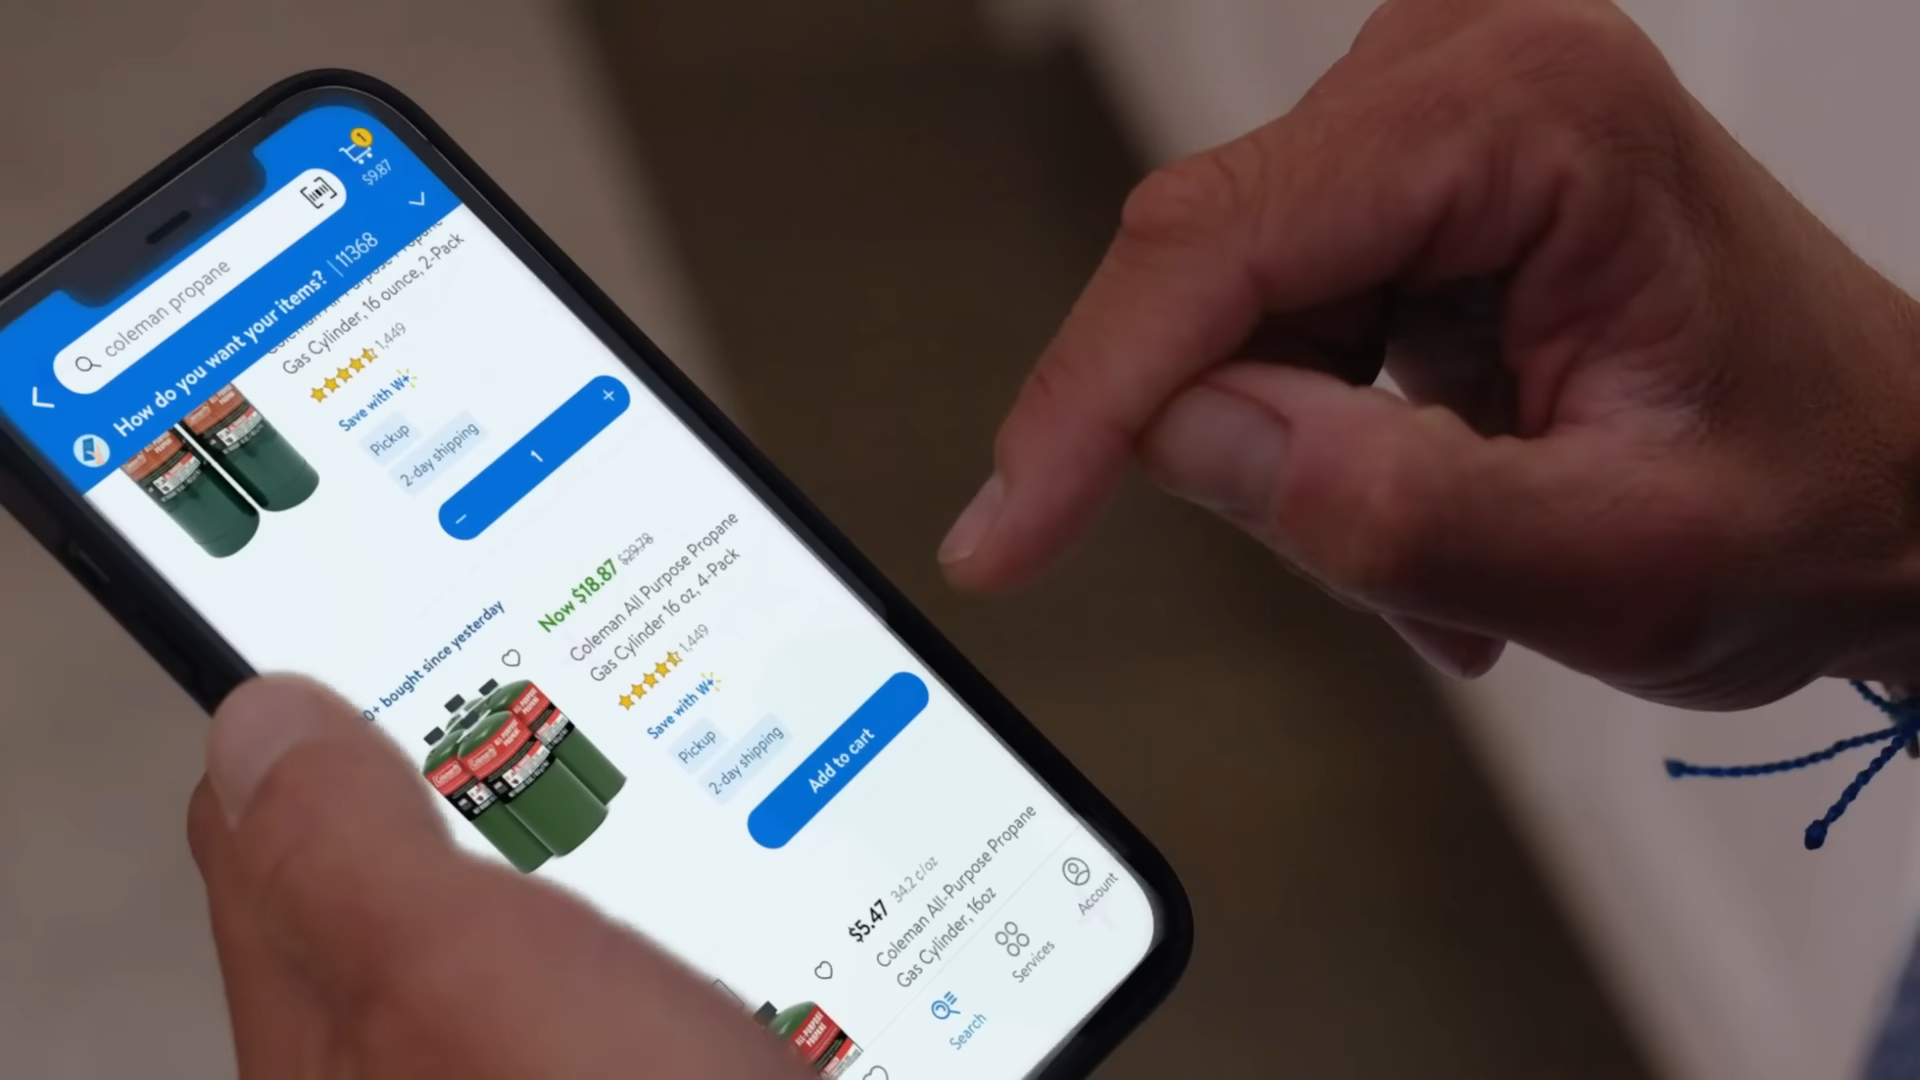 1
$9.87
coleman propane
How do you want your items? | 11368
Gas Cylinder, 16 ounce, 2-Pack
1,449
Save with W+
Pickup
2-day shipping
− 1 +
0+ bought since yesterday
Now $18.87 $29.78
Coleman All Purpose Propane
Gas Cylinder 16 oz, 4-Pack
1,449
Save with W+
Pickup
2-day shipping
Add to cart
$5.47 34.2 ¢/oz
Coleman All-Purpose Propane
Gas Cylinder, 16oz
Search
Services
Account